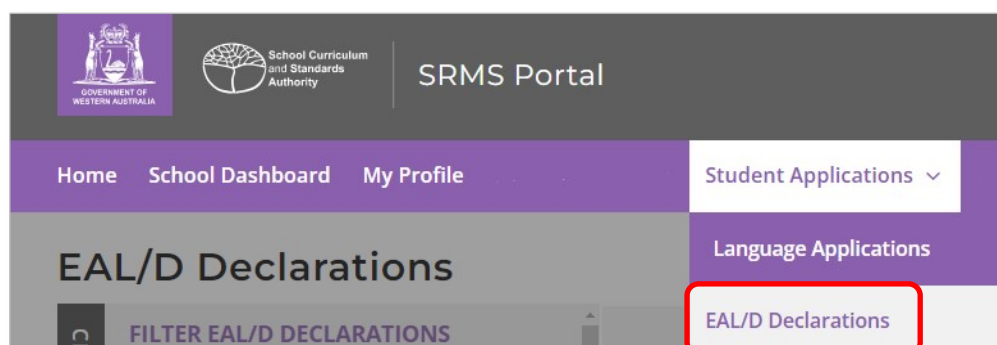 GOVERNMENT OF
WESTERN AUSTRALIA
School Curriculum
and Standards
Authority
SRMS Portal
Home School Dashboard My Profile Student Applications
Language Applications
EAL/D Declarations
EAL/D Declarations
FILTER EAL/D DECLARATIONS